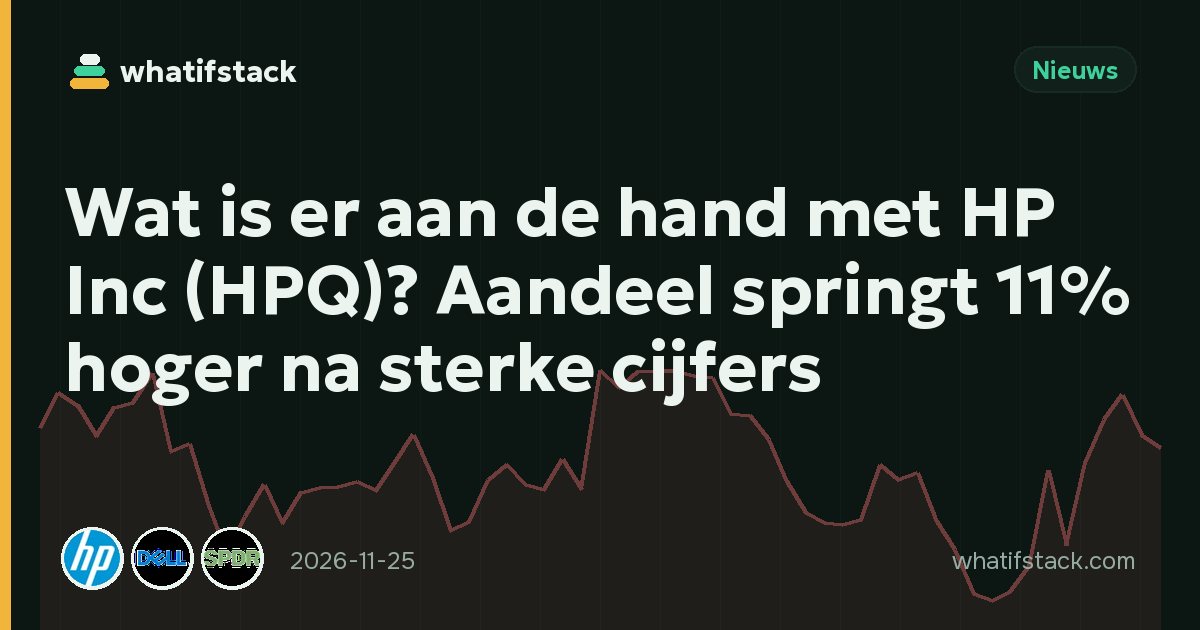 whatifstack
Nieuws
Wat is er aan de hand met HP
Inc (HPQ)? Aandeel springt 11%
hoger na sterke cijfers
hp
DELL
SPDR
2026-11-25
whatifstack.com